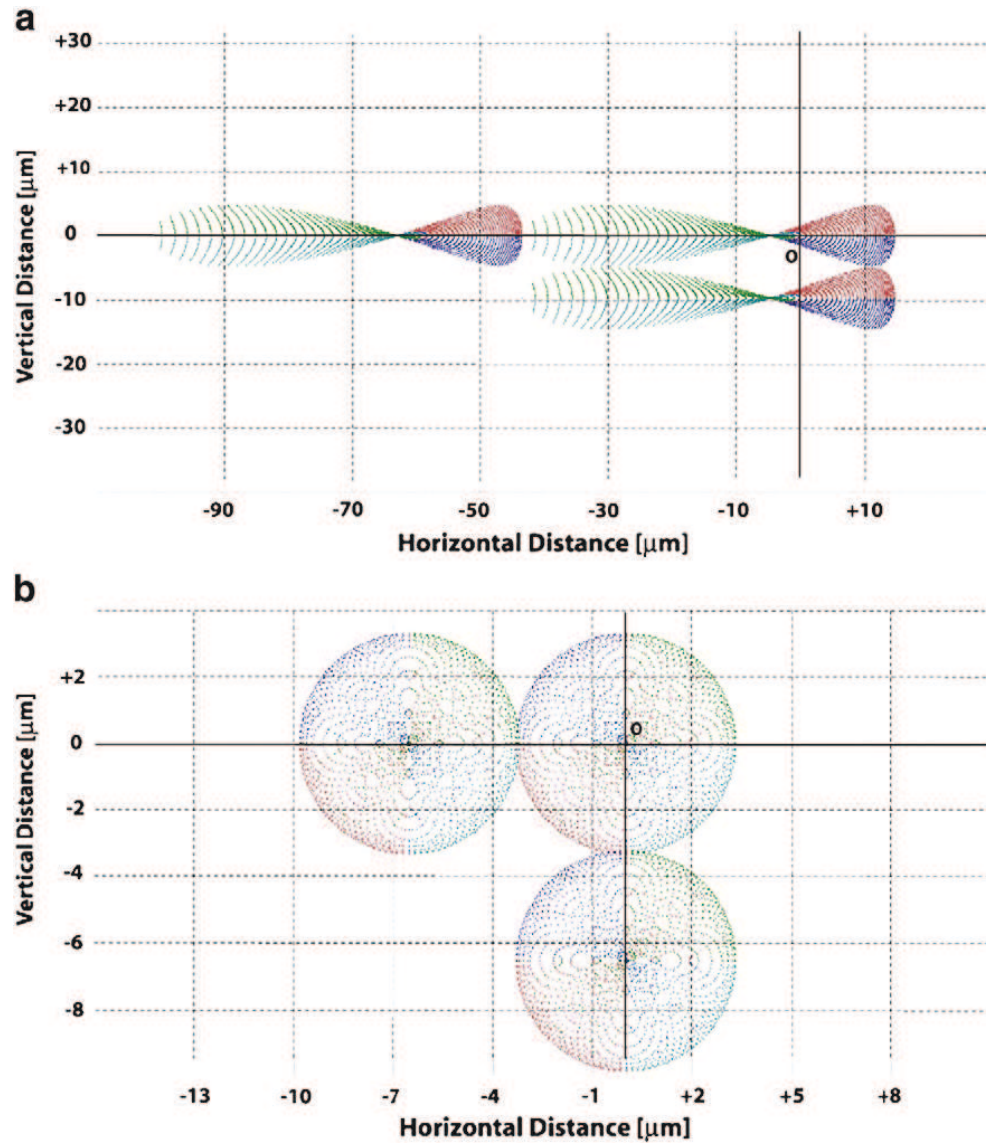 a
+30
+20
+10
0
-10
-20
-30
Vertical Distance [μm]
O
-90 -70 -50 -30 -10 +10
Horizontal Distance [μm]
b
+2
0
-2
-4
-6
-8
Vertical Distance [μm]
O
-13 -10 -7 -4 -1 +2 +5 +8
Horizontal Distance [μm]